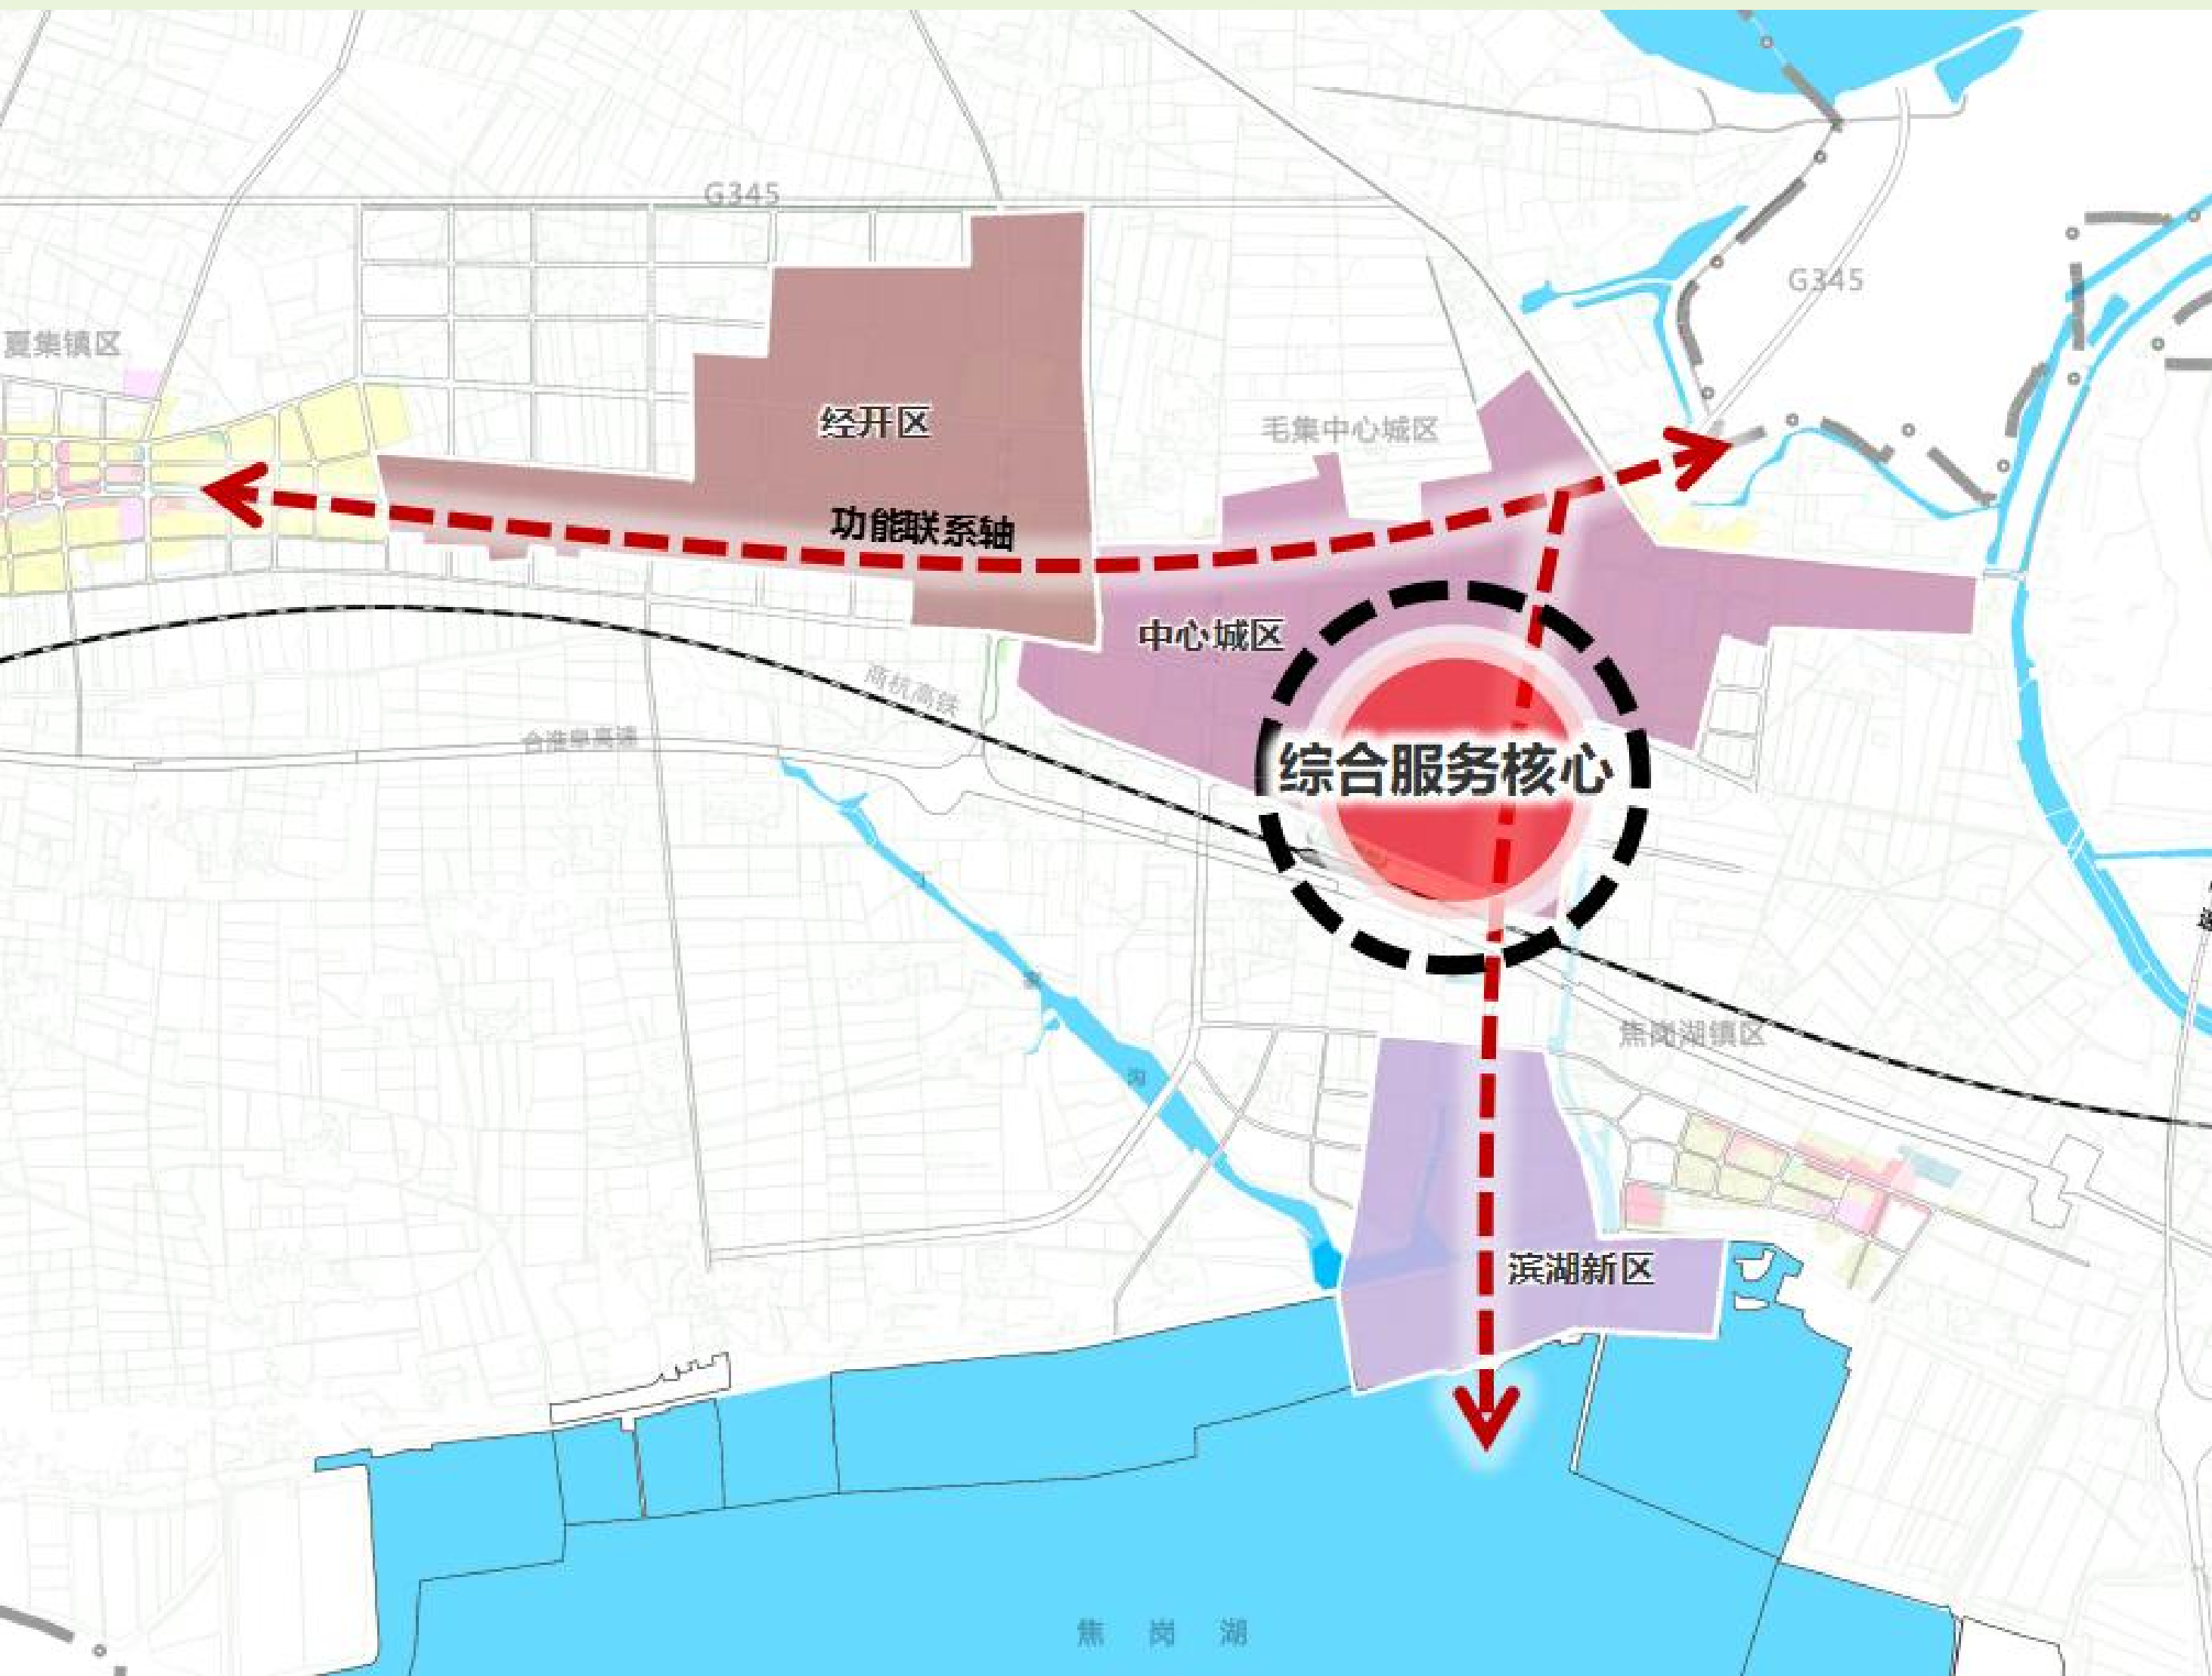 G345
G345
夏集镇区
经开区
毛集中心城区
功能联系轴
中心城区
商杭高铁
合淮阜高速
综合服务核心
焦岗湖镇区
沟
滨湖新区
焦岗湖